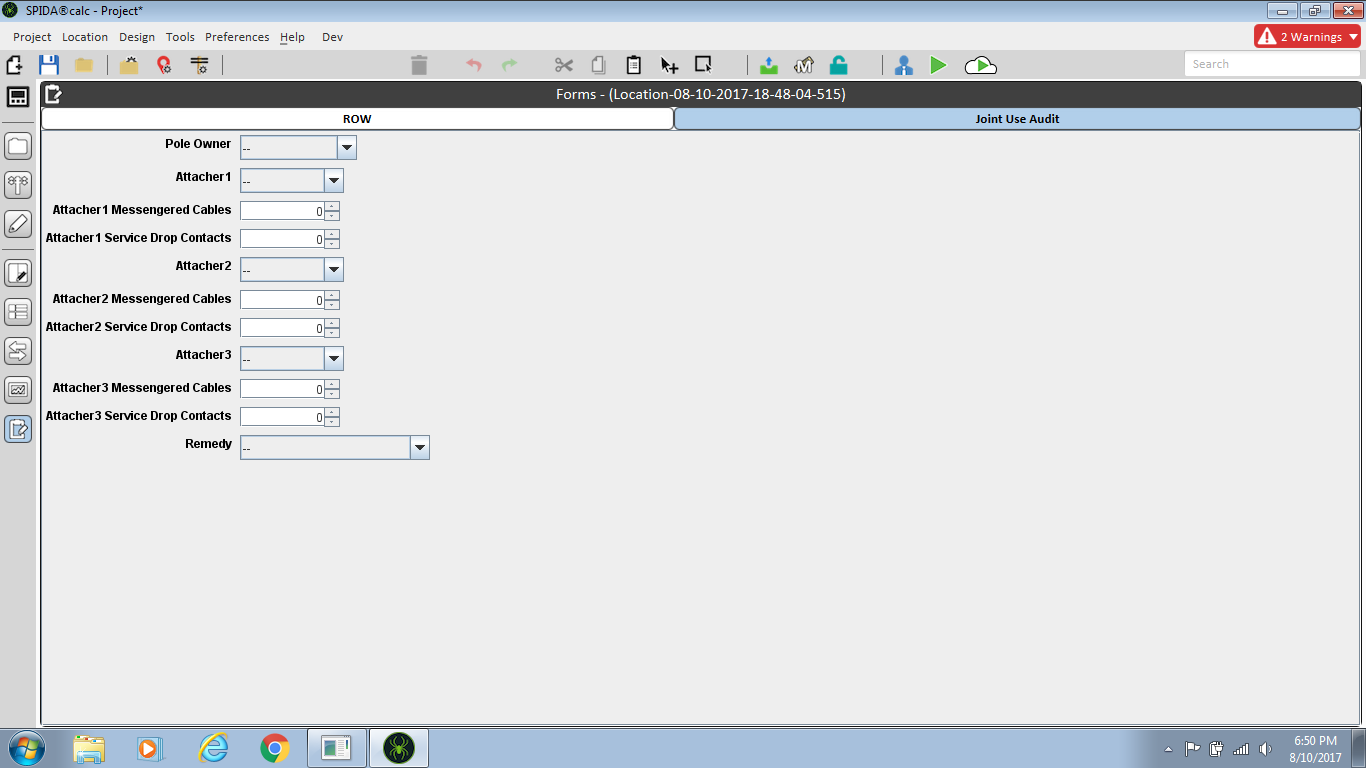 SPIDA®calc - Project*
Project Location Design Tools Preferences Help Dev
2 Warnings
Search
Forms - (Location-08-10-2017-18-48-04-515)
ROW Joint Use Audit
Pole Owner --
Attacher1 --
Attacher1 Messengered Cables 0
Attacher1 Service Drop Contacts 0
Attacher2 --
Attacher2 Messengered Cables 0
Attacher2 Service Drop Contacts 0
Attacher3 --
Attacher3 Messengered Cables 0
Attacher3 Service Drop Contacts 0
Remedy --
6:50 PM
8/10/2017